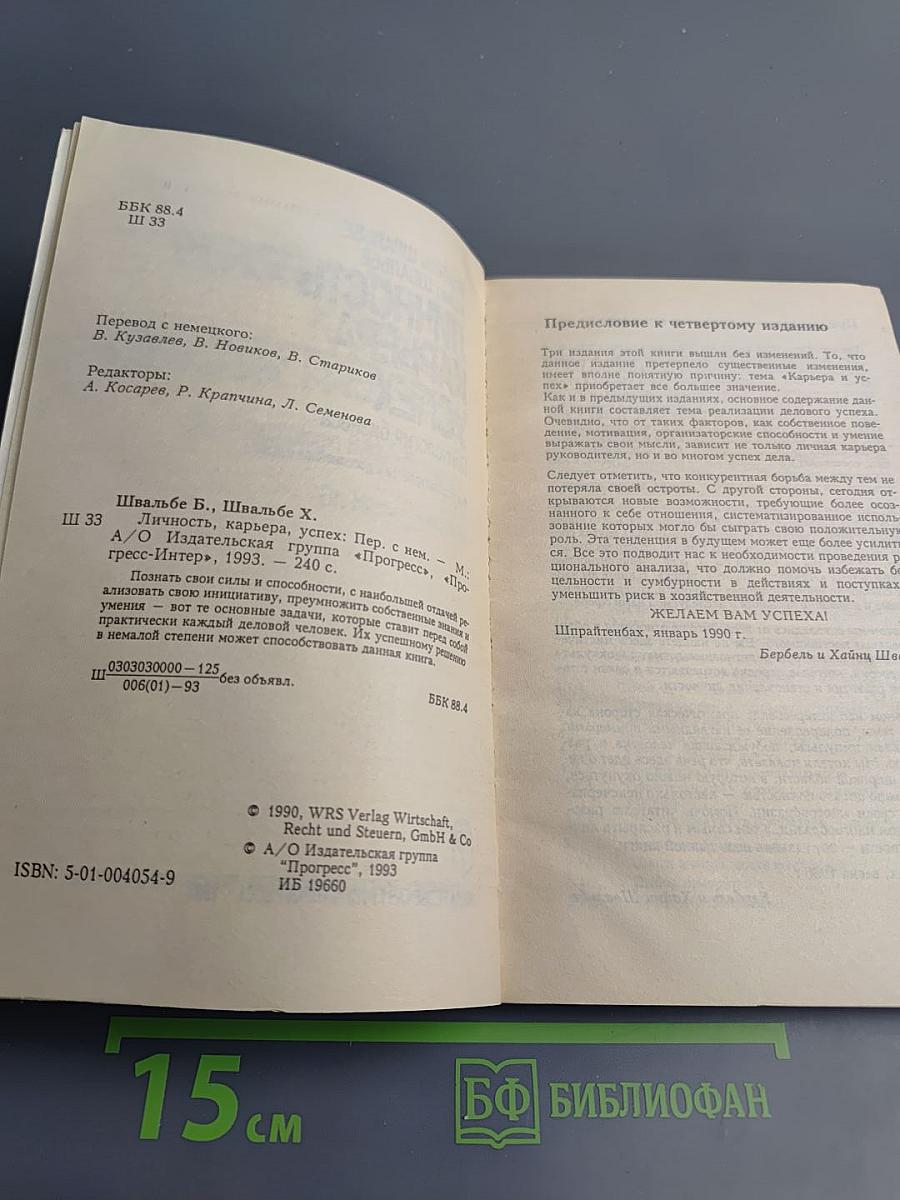 ББК 88.4
Ш 33
Перевод с немецкого:
В. Кузавлев, В. Новиков, В. Стариков
Редакторы:
А. Косарев, Р. Крапчина, Л. Семенова
Швальбе Б., Швальбе Х.
Ш 33 Личность, карьера, успех: Пер. с нем. — М.:
А/О Издательская группа «Прогресс», «Про-
гресс-Интер», 1993. — 240 с.
Познать свои силы и способности, с наибольшей отдачей ре-
ализовать свою инициативу, преумножить собственные знания и
умения — вот те основные задачи, которые ставит перед собой
практически каждый деловой человек. Их успешному решению
в немалой степени может способствовать данная книга.
Ш 0303030000 — 125 без объявл.
006(01) — 93
ББК 88.4
© 1990, WRS Verlag Wirtschaft,
Recht und Steuern, GmbH & Co
© А/О Издательская группа
"Прогресс", 1993
ИБ 19660
ISBN: 5-01-004054-9
Предисловие к четвертому изданию
Три издания этой книги вышли без изменений. То, что
данное издание претерпело существенные изменения,
имеет вполне понятную причину: тема «Карьера и ус-
пех» приобретает все большее значение.
Как и в предыдущих изданиях, основное содержание дан-
ной книги составляет тема реализации делового успеха.
Очевидно, что от таких факторов, как собственное пове-
дение, мотивация, организаторские способности и умение
выражать свои мысли, зависит не только личная карьера
руководителя, но и во многом успех дела.
Следует отметить, что конкурентная борьба между тем не
потеряла своей остроты. С другой стороны, сегодня от-
крываются новые возможности, требующие более осоз-
нанного к себе отношения, систематизированное исполь-
зование которых могло бы сыграть свою положительную
роль. Эта тенденция в будущем может еще более усилить
ся. Все это подводит нас к необходимости проведения р
ционального анализа, что должно помочь избежать бе
цельности и сумбурности в действиях и поступках
уменьшить риск в хозяйственной деятельности.
ЖЕЛАЕМ ВАМ УСПЕХА!
Шпрайтенбах, январь 1990 г.
Бербель и Хайнц Шва
15 см
БФ БИБЛИОФАН